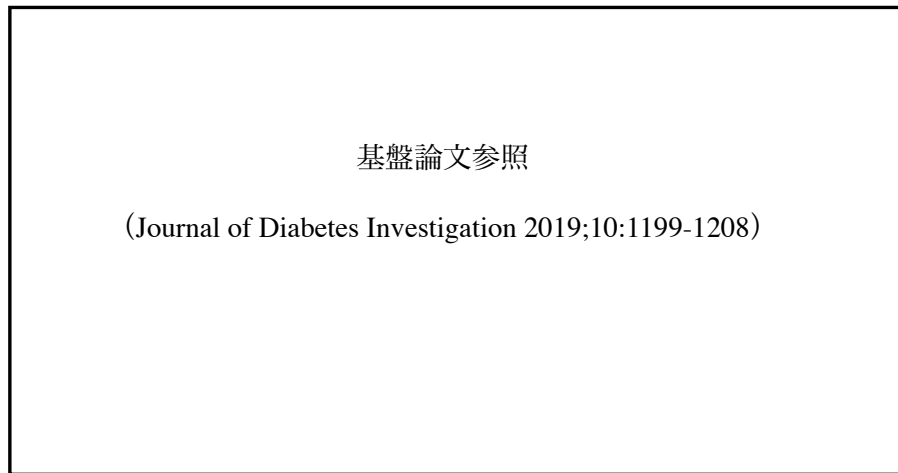 基盤論文参照
（Journal of Diabetes Investigation 2019;10:1199-1208）